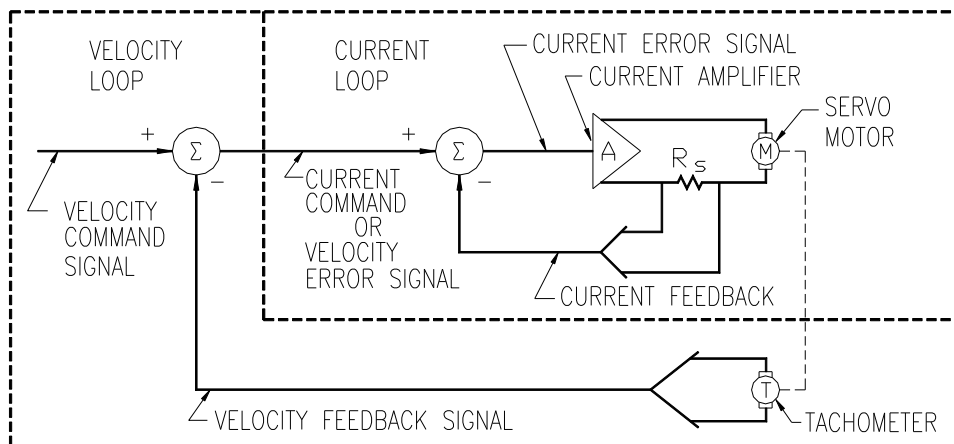 VELOCITY
LOOP
CURRENT
LOOP
CURRENT ERROR SIGNAL
CURRENT AMPLIFIER
SERVO
MOTOR
+
Σ
−
+
Σ
−
A
M
RS
VELOCITY
COMMAND
SIGNAL
CURRENT
COMMAND
OR
VELOCITY
ERROR SIGNAL
CURRENT FEEDBACK
T
VELOCITY FEEDBACK SIGNAL
TACHOMETER